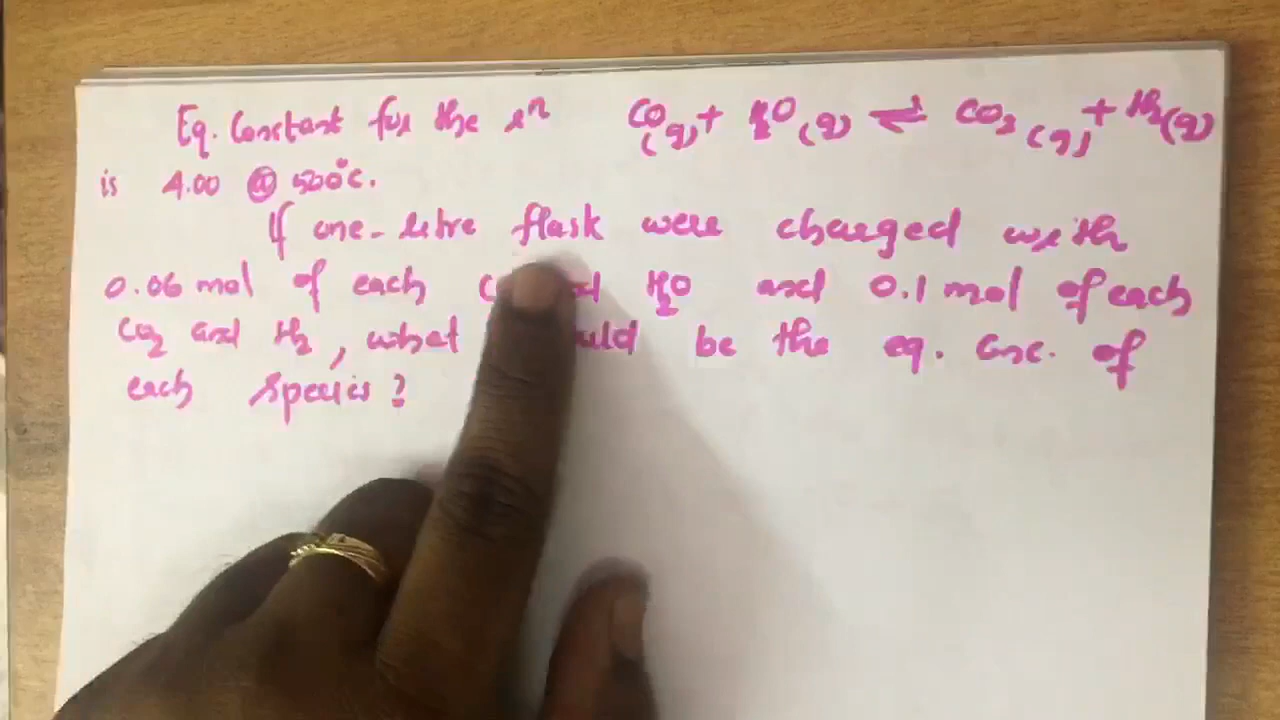 Eq. Constant for the rⁿ CO(g) + H₂O(g) ⇌ CO₂(g) + H₂(g)
is 4.00 @ 500°C.
If one-litre flask were charged with
0.06 mol of each H₂O and 0.1 mol of each
CO₂ and H₂, what be the eq. Conc. of
each species?